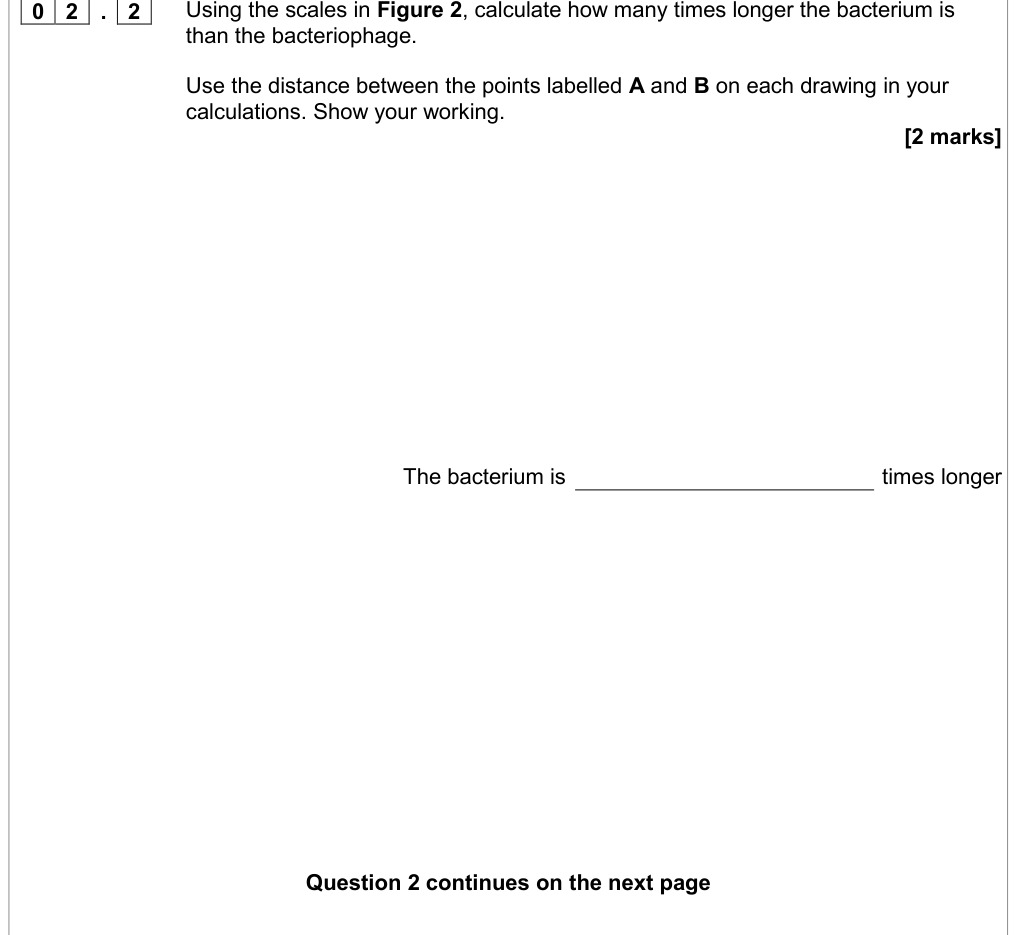 0 2 . 2 Using the scales in Figure 2, calculate how many times longer the bacterium is
than the bacteriophage.
Use the distance between the points labelled A and B on each drawing in your
calculations. Show your working.
[2 marks]
The bacterium is ____________________ times longer
Question 2 continues on the next page